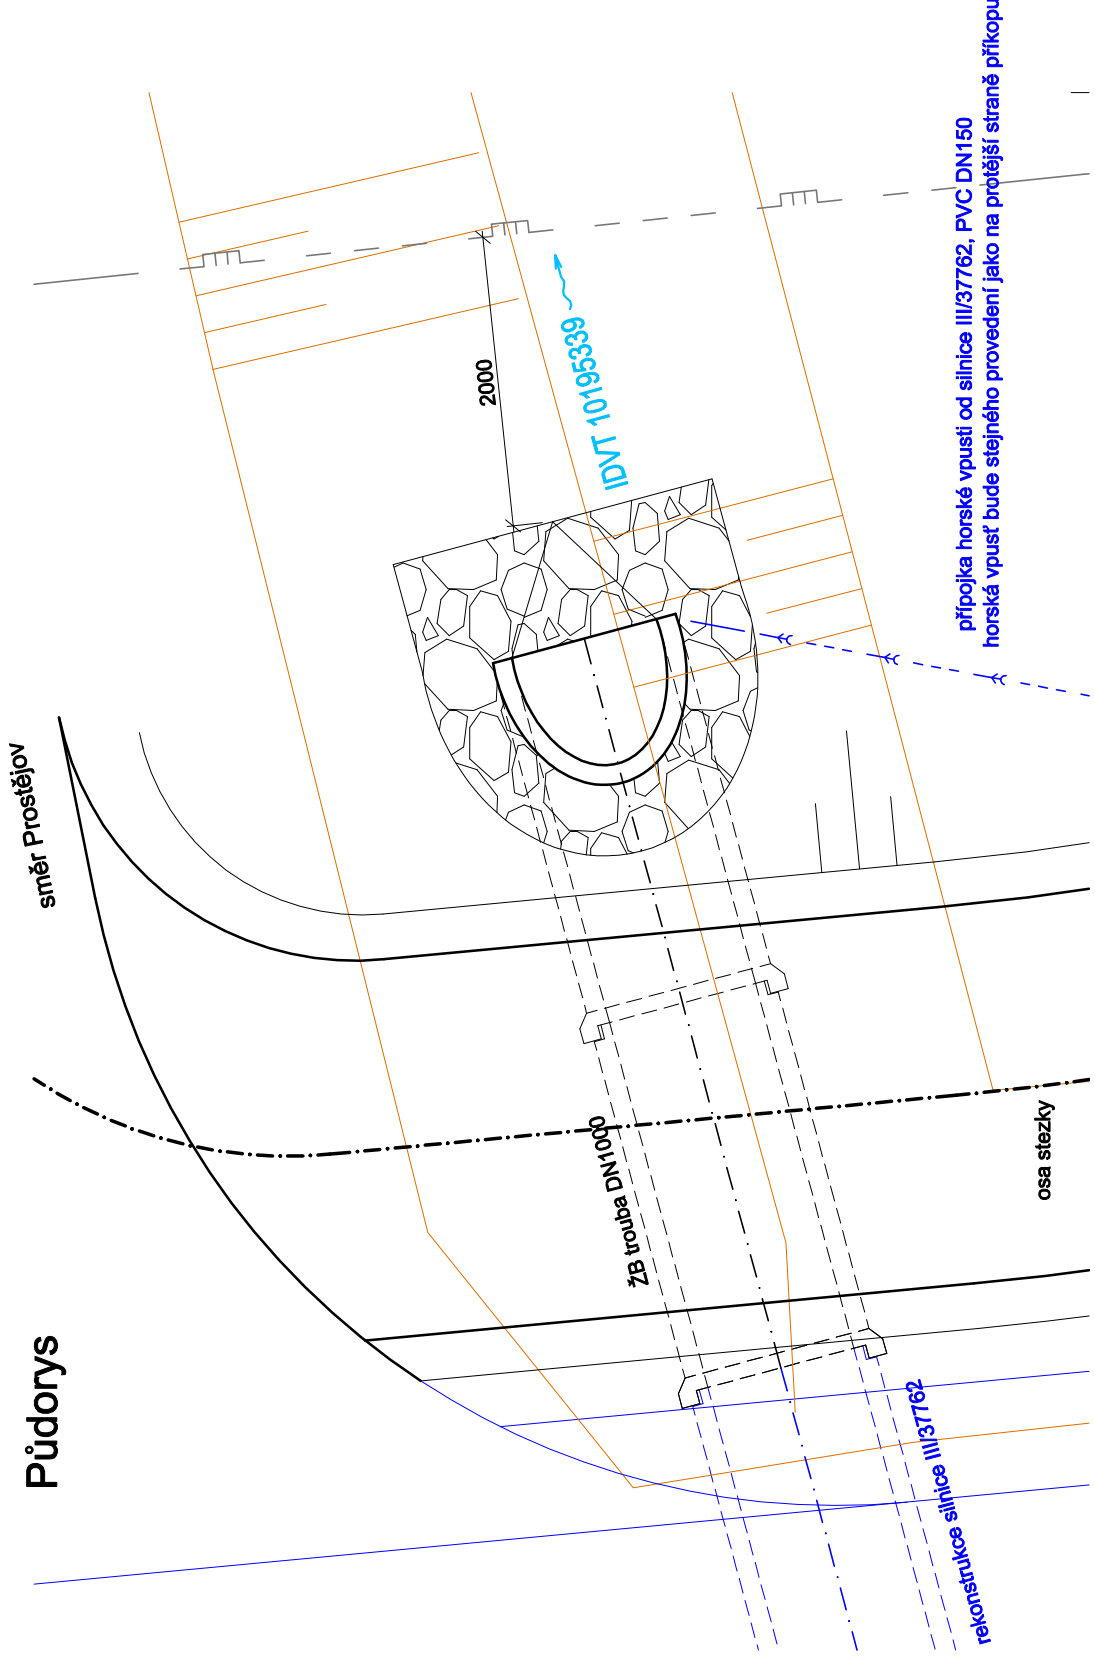 Půdorys
směr Prostějov
2000
IDVT 10195339
přípojka horské vpusti od silnice III/37762, PVC DN150
horská vpusť bude stejného provedení jako na protější straně příkopu
ŽB trouba DN1000
osa stezky
rekonstrukce silnice III/37762